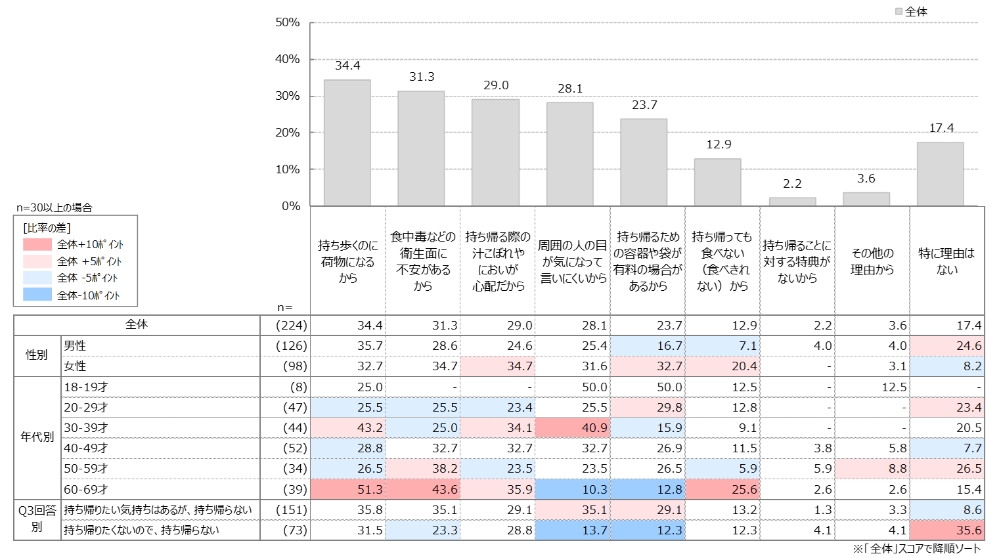 全体
50%
40%
30%
20%
10%
0%
34.4
31.3
29.0
28.1
23.7
12.9
2.2
3.6
17.4
n=30以上の場合
[比率の差]
全体+10ﾎﾟｲﾝﾄ
全体 +5ﾎﾟｲﾝﾄ
全体 -5ﾎﾟｲﾝﾄ
全体-10ﾎﾟｲﾝﾄ
n=
持ち歩くのに
荷物になる
から
食中毒などの
衛生面に
不安がある
から
持ち帰る際の
汁こぼれや
においが
心配だから
周囲の人の目
が気になって
言いにくいから
持ち帰るため
の容器や袋が
有料の場合が
あるから
持ち帰っても
食べない
（食べきれ
ない）から
持ち帰ることに
対する特典が
ないから
その他の
理由から
特に理由は
ない
全体 (224) 34.4 31.3 29.0 28.1 23.7 12.9 2.2 3.6 17.4
性別
男性 (126) 35.7 28.6 24.6 25.4 16.7 7.1 4.0 4.0 24.6
女性 (98) 32.7 34.7 34.7 31.6 32.7 20.4 - 3.1 8.2
年代別
18-19才 (8) 25.0 - - 50.0 50.0 12.5 - 12.5 -
20-29才 (47) 25.5 25.5 23.4 25.5 29.8 12.8 - - 23.4
30-39才 (44) 43.2 25.0 34.1 40.9 15.9 9.1 - - 20.5
40-49才 (52) 28.8 32.7 32.7 32.7 26.9 11.5 3.8 5.8 7.7
50-59才 (34) 26.5 38.2 23.5 23.5 26.5 5.9 5.9 8.8 26.5
60-69才 (39) 51.3 43.6 35.9 10.3 12.8 25.6 2.6 2.6 15.4
Q3回答
別
持ち帰りたい気持ちはあるが、持ち帰らない (151) 35.8 35.1 29.1 35.1 29.1 13.2 1.3 3.3 8.6
持ち帰りたくないので、持ち帰らない (73) 31.5 23.3 28.8 13.7 12.3 12.3 4.1 4.1 35.6
※「全体」スコアで降順ソート